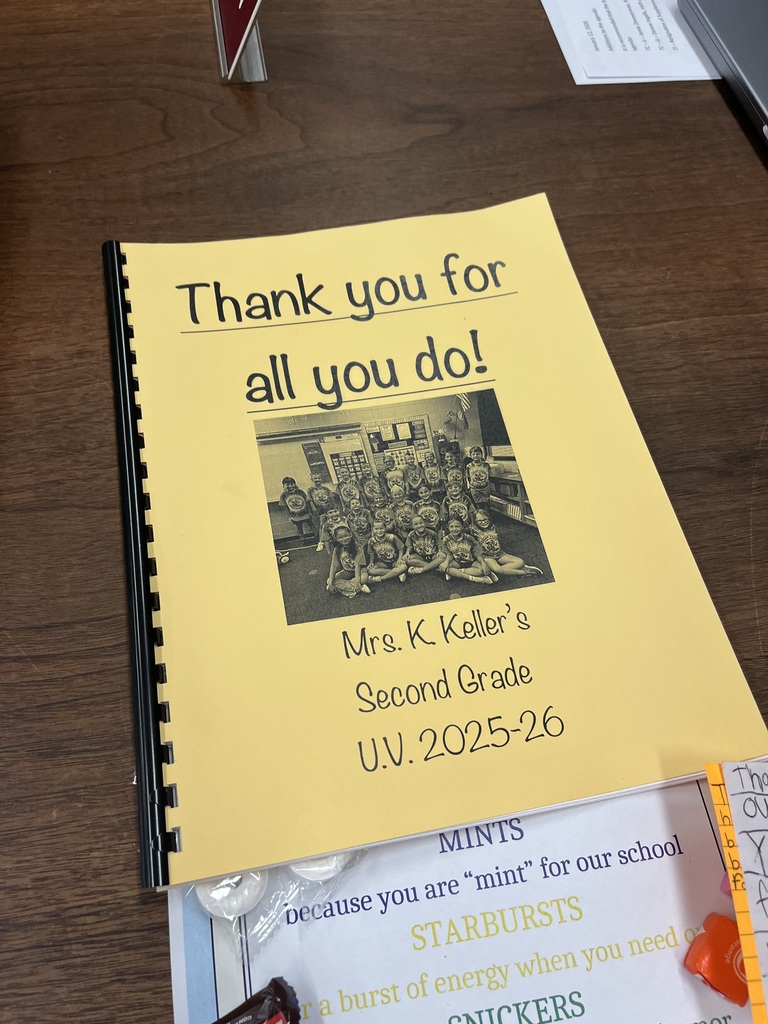 Thank you for
all you do!
Mrs. K. Keller's
Second Grade
U.V. 2025-26
MINTS
because you are “mint” for our school
STARBURSTS
a burst of energy when you need
SNICKERS